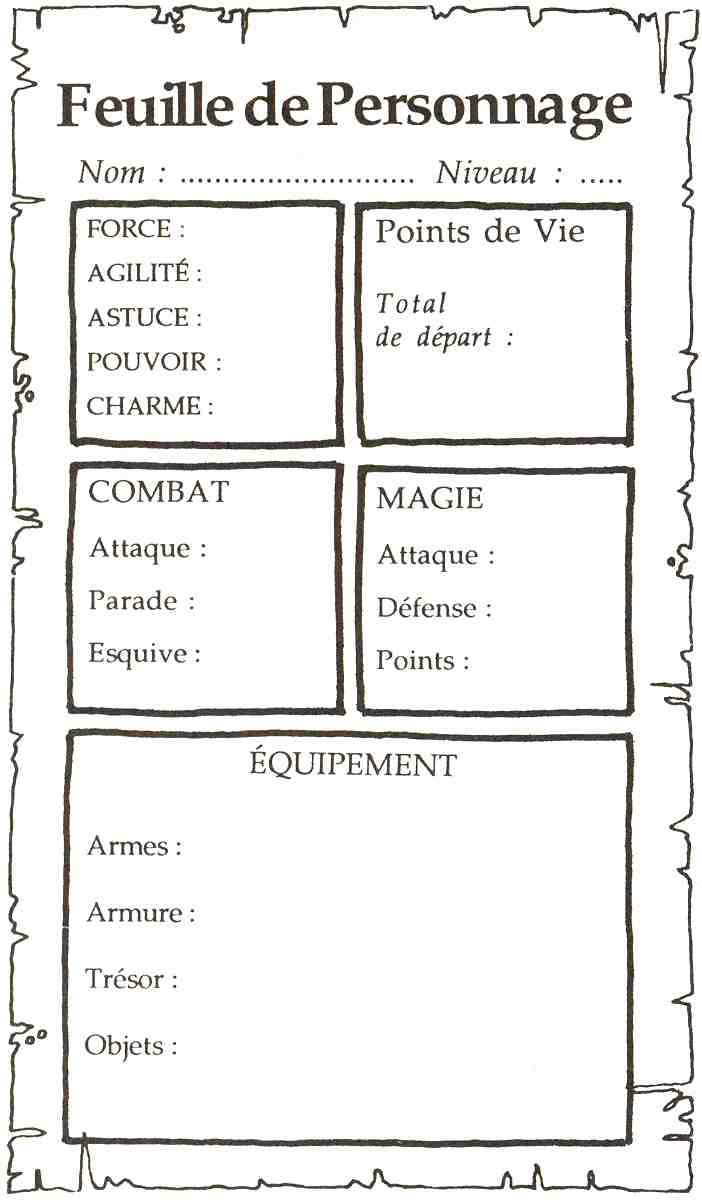 Feuille de Personnage
Nom : ........................... Niveau : .....
FORCE :
AGILITÉ :
ASTUCE :
POUVOIR :
CHARME :
Points de Vie
Total
de départ :
COMBAT
Attaque :
Parade :
Esquive :
MAGIE
Attaque :
Défense :
Points :
ÉQUIPEMENT
Armes :
Armure :
Trésor :
Objets :